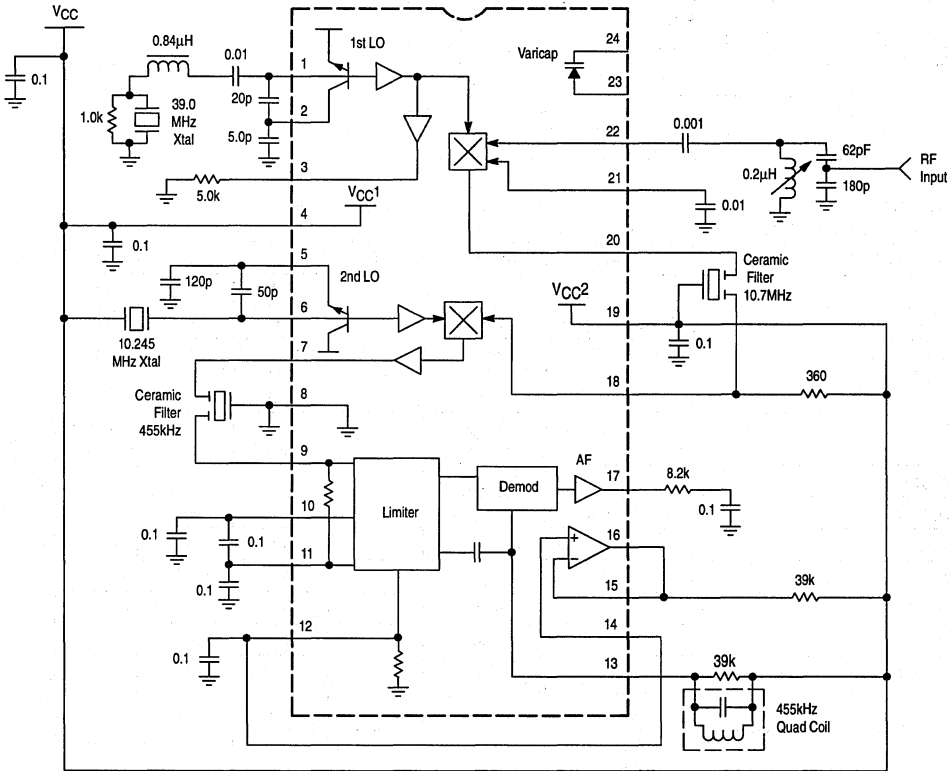 VCC
0.1
0.84µH
0.01
1.0k
39.0
MHz
Xtal
20p
5.0p
1
2
3
5.0k
1st LO
4
VCC1
0.1
5
120p
50p
2nd LO
6
10.245
MHz Xtal
7
Ceramic
Filter
455kHz
8
9
10
0.1
0.1
11
0.1
12
0.1
Limiter
Demod
AF
Varicap
24
23
22
0.001
62pF
RF
Input
0.2µH
180p
21
0.01
20
Ceramic
Filter
10.7MHz
VCC2
19
0.1
18
360
17
8.2k
0.1
16
+
–
15
39k
14
13
39k
455kHz
Quad Coil